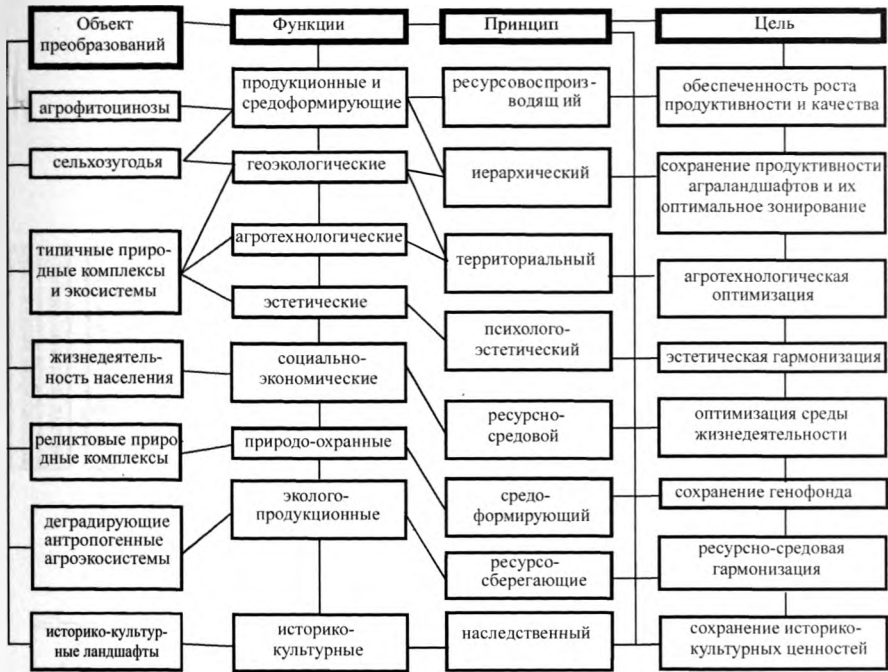 Объект
преобразований
Функции
Принцип
Цель
агрофитоцинозы
сельхозугодья
типичные приро-
дные комплексы
и экосистемы
жизнедеятель-
ность населения
реликтовые приро
дные комплексы
деградирующие
антропогенные
агроэкосистемы
историко-культур-
ные ландшафты
продукционные и
средоформирующие
геоэкологические
агротехнологические
эстетические
социально-
экономические
природо-охранные
эколого-
продукционные
историко-
культурные
ресурсовоспроиз-
водящий
иерархический
территориальный
психолого-
эстетический
ресурсно-
средовой
средо-
формирующий
ресурсо-
сберегающие
наследственный
обеспеченность роста
продуктивности и качества
сохранение продуктивности
аграландшафтов и их
оптимальное зонирование
агротехнологическая
оптимизация
эстетическая гармонизация
оптимизация среды
жизнедеятельности
сохранение генофонда
ресурсно-средовая
гармонизация
сохранение историко-
культурных ценностей